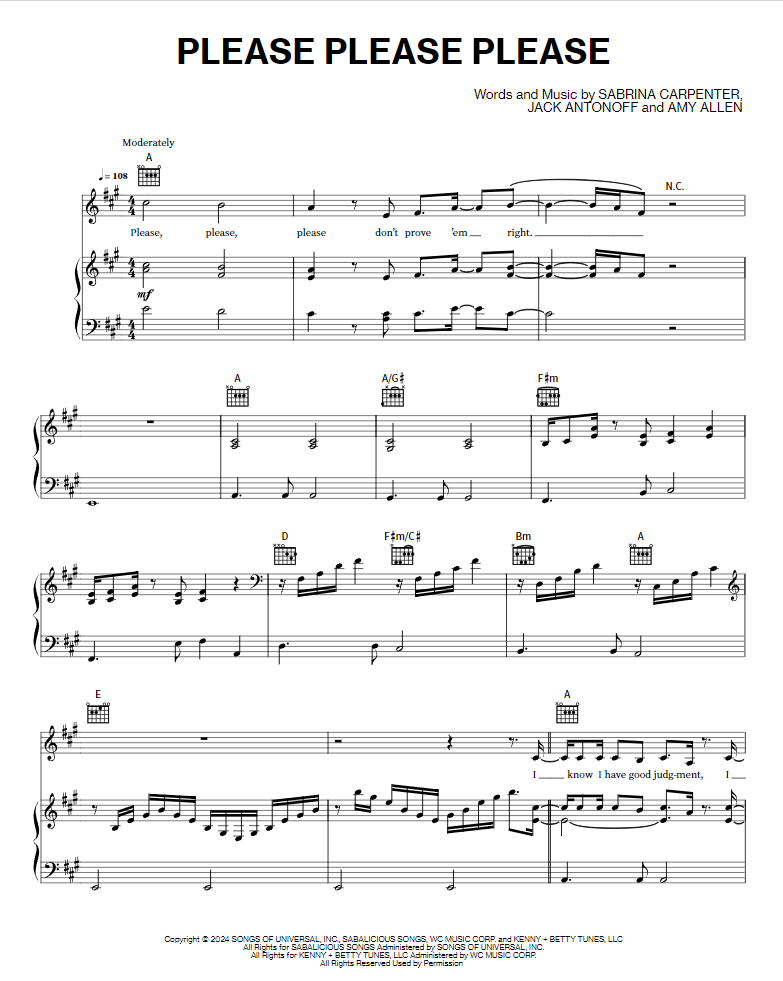 PLEASE PLEASE PLEASE
Words and Music by SABRINA CARPENTER,
JACK ANTONOFF and AMY ALLEN
Moderately
♩ = 108
A
N.C.
Please, please, please don't prove 'em right.
mf
A A/G♯ F♯m
D F♯m/C♯ Bm A
E A
I know I have good judg-ment, I
Copyright © 2024 SONGS OF UNIVERSAL, INC., SABALICIOUS SONGS, WC MUSIC CORP. and KENNY + BETTY TUNES, LLC
All Rights for SABALICIOUS SONGS Administered by SONGS OF UNIVERSAL, INC.
All Rights for KENNY + BETTY TUNES, LLC Administered by WC MUSIC CORP.
All Rights Reserved Used by Permission